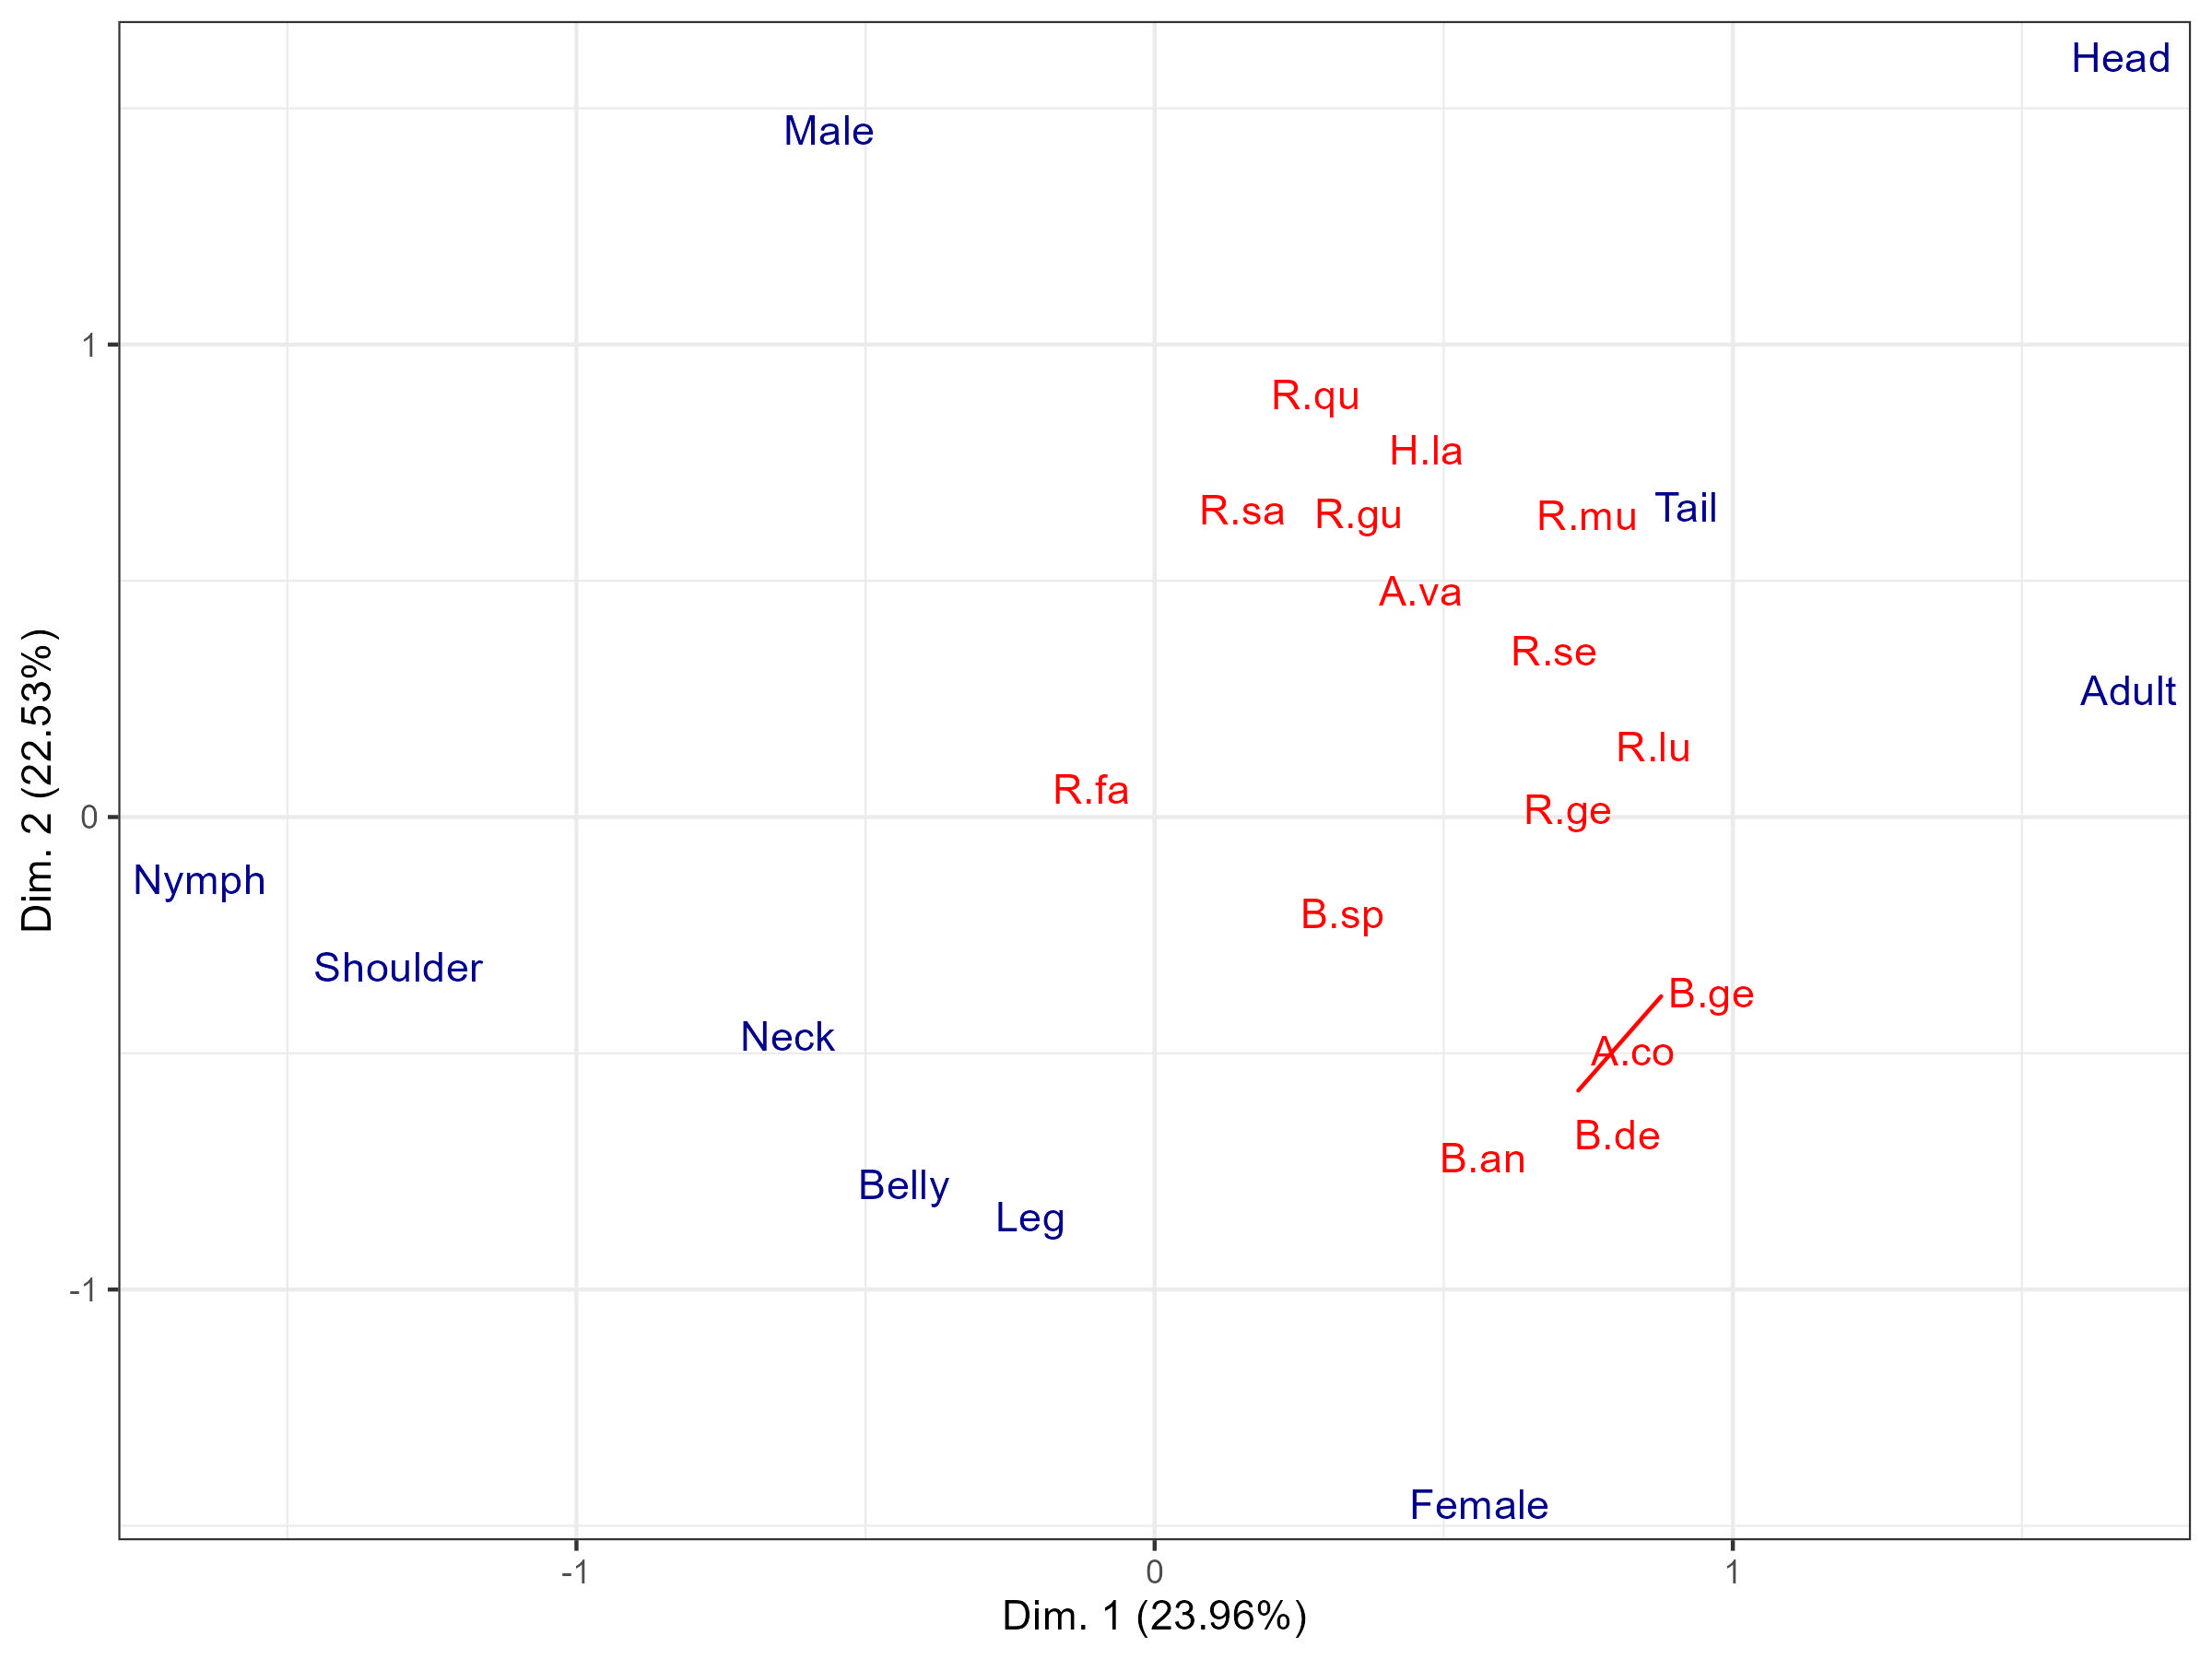 Head
Male
1
R.qu
H.la
R.sa
R.gu
R.mu
Tail
A.va
R.se
Adult
R.lu
R.fa
R.ge
0
Nymph
B.sp
Shoulder
B.ge
Neck
A.co
B.de
B.an
Belly
Leg
-1
Female
-1
0
1
Dim. 1 (23.96%)
Dim. 2 (22.53%)